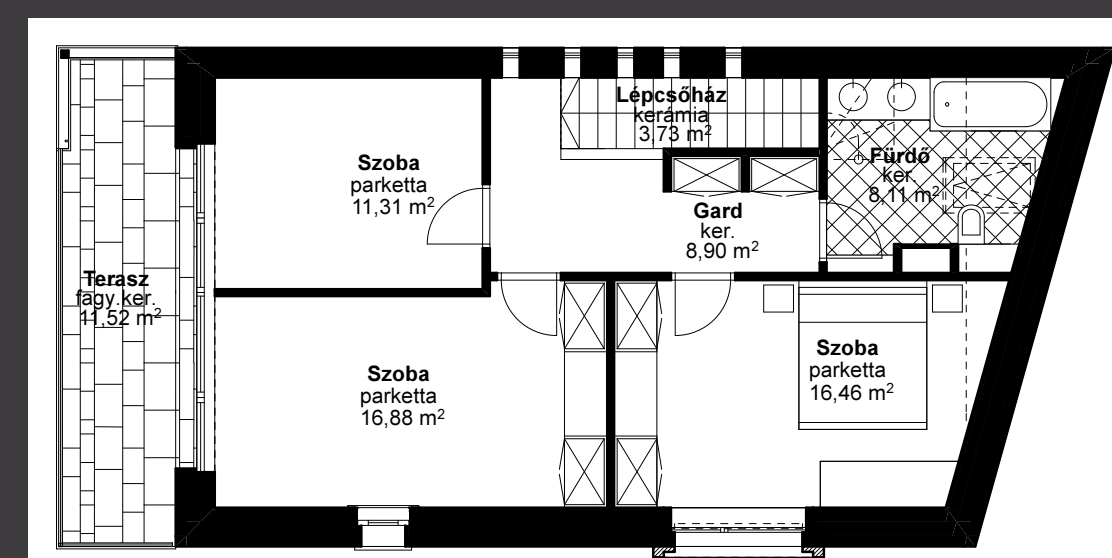 Lépcsőház
kerámia
3,73 m²
Szoba
parketta
11,31 m²
Fürdő
ker.
8,11 m²
Gard
ker.
8,90 m²
Terasz
fagy.ker.
11,52 m²
Szoba
parketta
16,88 m²
Szoba
parketta
16,46 m²